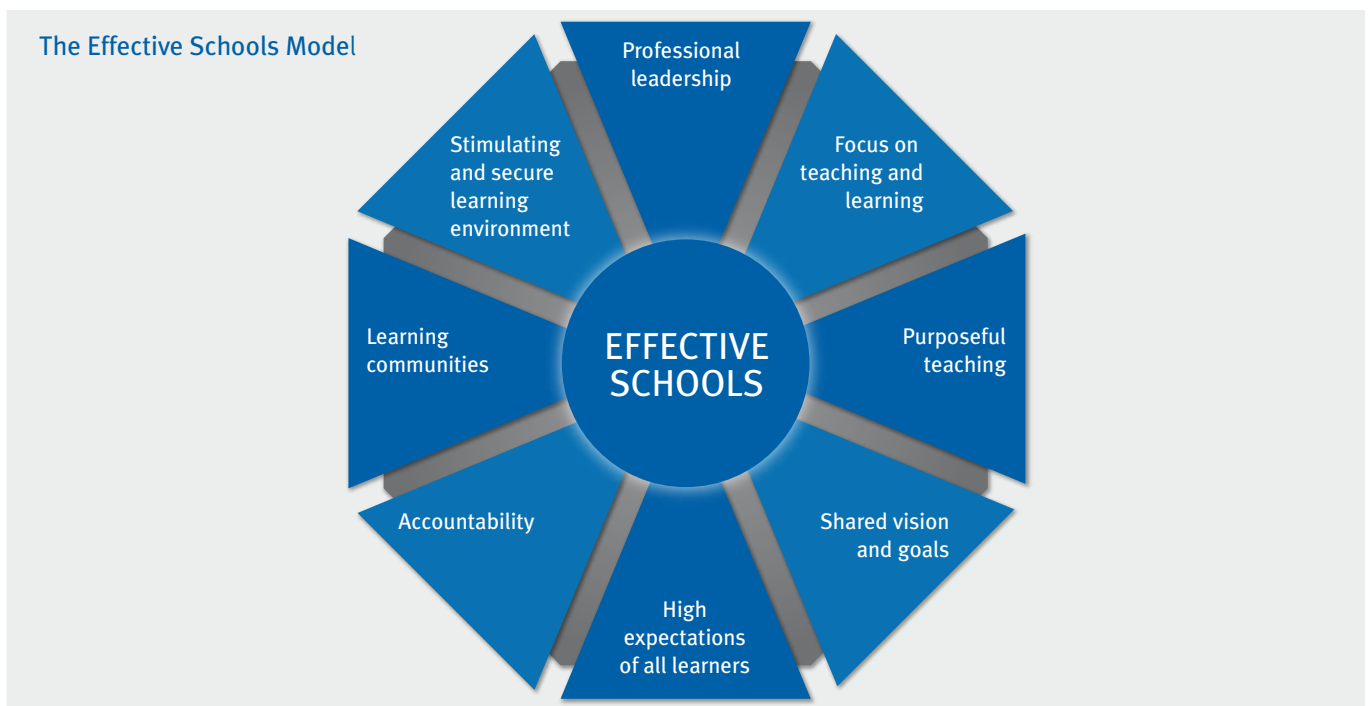 The Effective Schools Model
Professional
leadership
Focus on
teaching and
learning
Purposeful
teaching
Shared vision
and goals
High
expectations
of all learners
Accountability
Learning
communities
Stimulating
and secure
learning
environment
EFFECTIVE
SCHOOLS